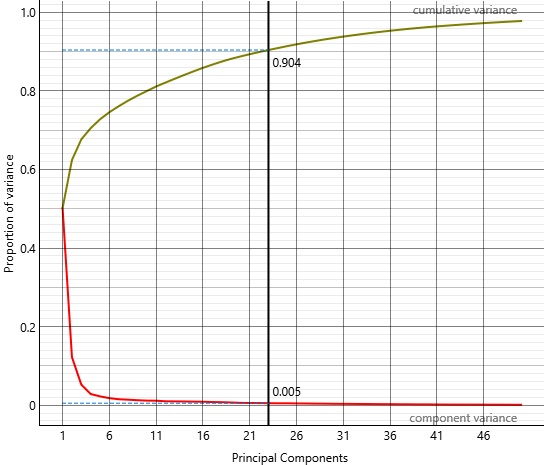 cumulative variance
1.0
0.904
0.8
0.6
0.4
0.2
0.005
0
component variance
1 6 11 16 21 26 31 36 41 46
Principal Components
Proportion of variance